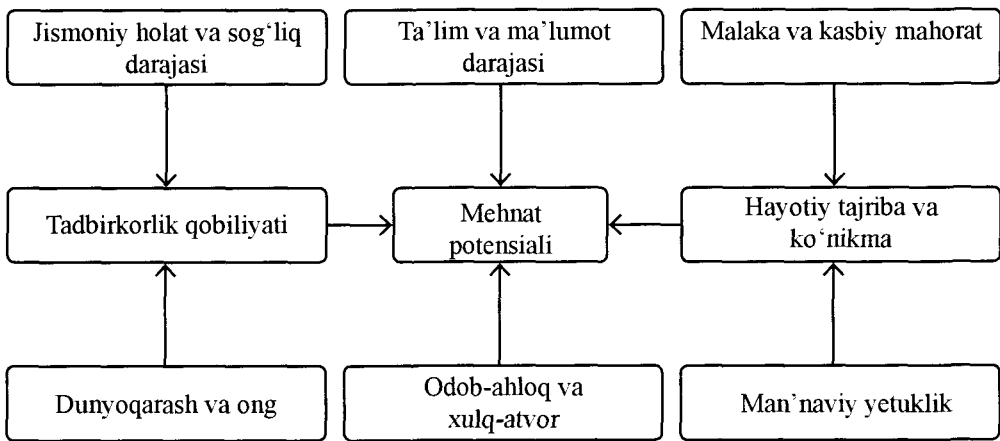 Jismoniy holat va sog‘liq
darajasi
Ta’lim va ma’lumot
darajasi
Malaka va kasbiy mahorat
Tadbirkorlik qobiliyati
Mehnat
potensiali
Hayotiy tajriba va
ko‘nikma
Dunyoqarash va ong
Odob-ahloq va
xulq-atvor
Man’naviy yetuklik